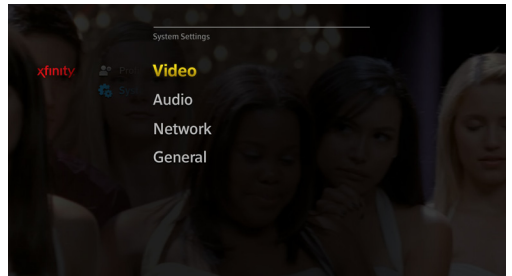 System Settings
xfinity
Video
Audio
Network
General